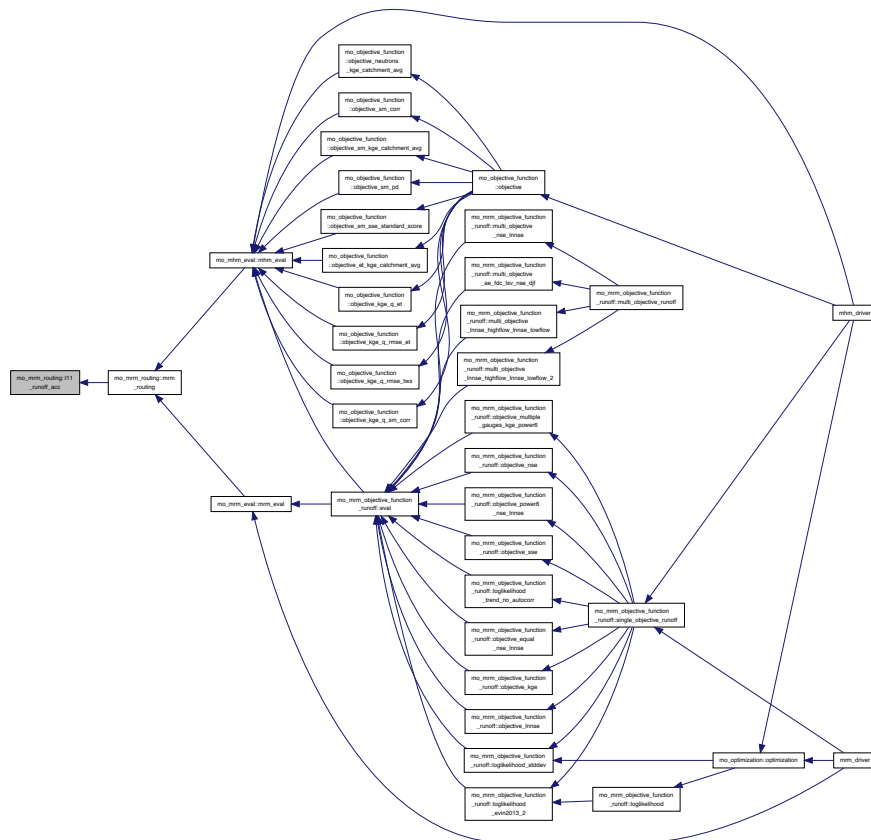 mo_objective_function
::objective_neutrons
_kge_catchment_avg
mo_objective_function
::objective_sm_corr
mo_objective_function
::objective_sm_kge_catchment_avg
mo_objective_function
::objective_sm_pd
mo_objective_function
::objective_sm_sse_standard_score
mo_objective_function
::objective_et_kge_catchment_avg
mo_objective_function
::objective_kge_q_et
mo_objective_function
::objective_kge_q_rmse_et
mo_objective_function
::objective_kge_q_rmse_tws
mo_objective_function
::objective_kge_q_sm_corr
mo_mhm_eval::mhm_eval
mo_mrm_routing::l11
_runoff_acc
mo_mrm_routing::mrm
_routing
mo_mrm_eval::mrm_eval
mo_mrm_objective_function
_runoff::eval
mo_objective_function
::objective
mo_mrm_objective_function
_runoff::multi_objective
_nse_lnnse
mo_mrm_objective_function
_runoff::multi_objective
_ae_fdc_lsv_nse_djf
mo_mrm_objective_function
_runoff::multi_objective
_lnnse_highflow_lnnse_lowflow
mo_mrm_objective_function
_runoff::multi_objective
_lnnse_highflow_lnnse_lowflow_2
mo_mrm_objective_function
_runoff::objective_multiple
_gauges_kge_power6
mo_mrm_objective_function
_runoff::objective_nse
mo_mrm_objective_function
_runoff::objective_power6
_nse_lnnse
mo_mrm_objective_function
_runoff::objective_sse
mo_mrm_objective_function
_runoff::loglikelihood
_trend_no_autocorr
mo_mrm_objective_function
_runoff::objective_equal
_nse_lnnse
mo_mrm_objective_function
_runoff::objective_kge
mo_mrm_objective_function
_runoff::objective_lnnse
mo_mrm_objective_function
_runoff::loglikelihood_stddev
mo_mrm_objective_function
_runoff::loglikelihood
_evin2013_2
mo_mrm_objective_function
_runoff::multi_objective_runoff
mo_mrm_objective_function
_runoff::single_objective_runoff
mo_mrm_objective_function
_runoff::loglikelihood
mo_optimization::optimization
mhm_driver
mrm_driver